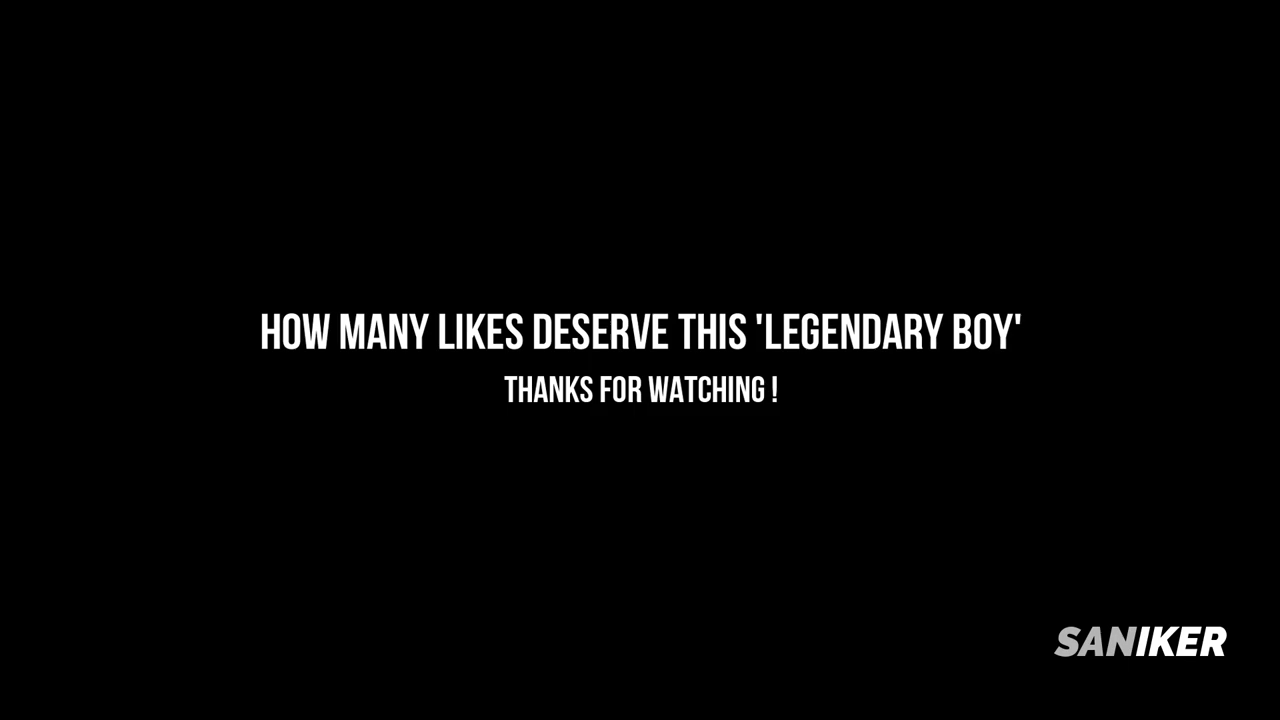 HOW MANY LIKES DESERVE THIS 'LEGENDARY BOY'
THANKS FOR WATCHING !
SANIKER